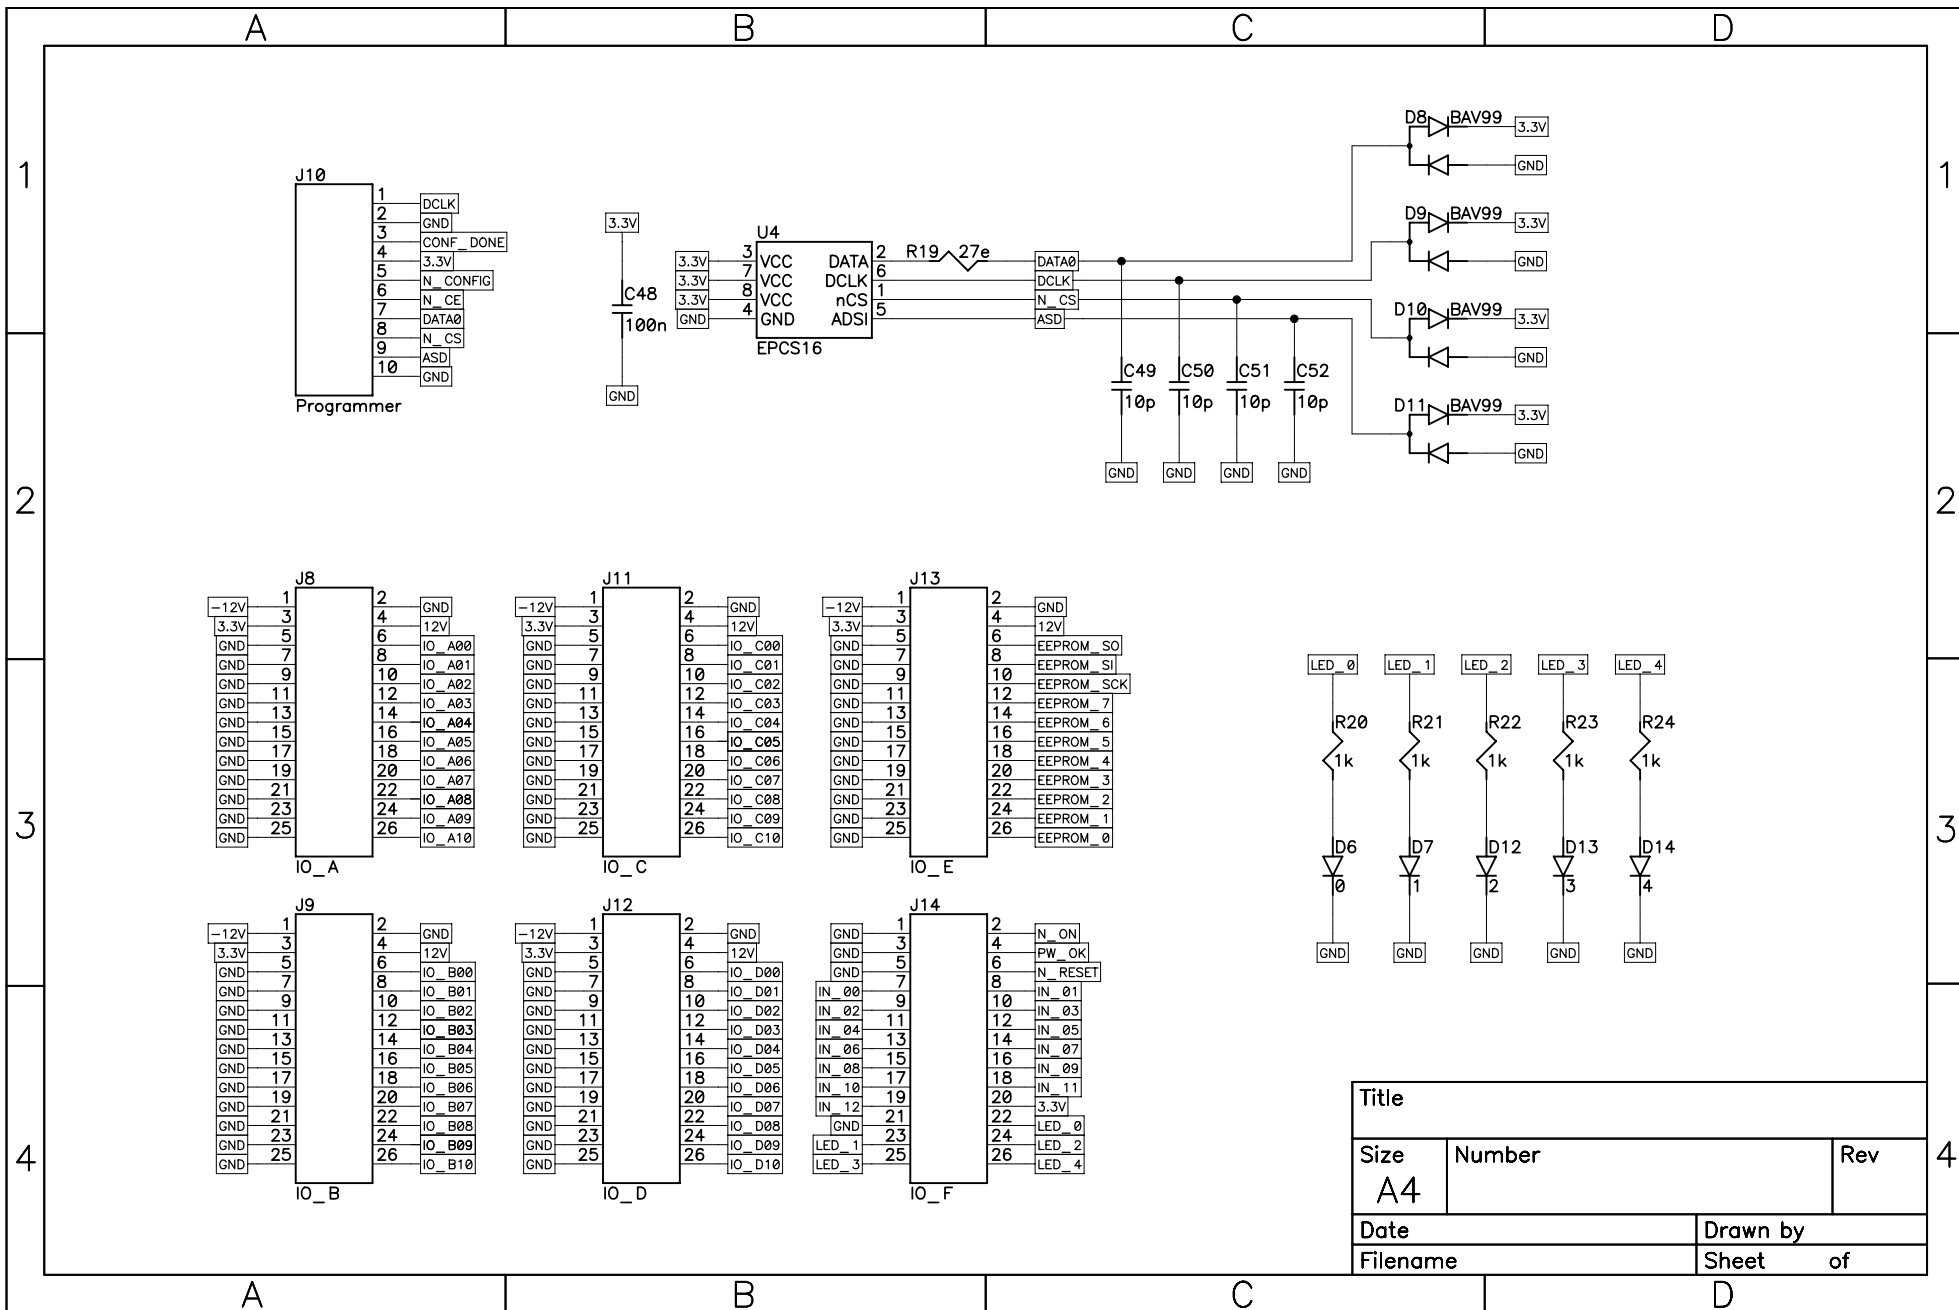 A B C D
1 1
2 2
3 3
4 4
J10
1 DCLK
2 GND
3 CONF_DONE
4 3.3V
5 N_CONFIG
6 N_CE
7 DATA0
8 N_CS
9 ASD
10 GND
Programmer
3.3V
C48
100n
GND
U4
3.3V 3 VCC DATA 2 R19 27e DATA0
3.3V 7 VCC DCLK 6 DCLK
3.3V 8 VCC nCS 1 N_CS
GND 4 GND ADSI 5 ASD
EPCS16
C49 C50 C51 C52
10p 10p 10p 10p
GND GND GND GND
D8 BAV99 3.3V
GND
D9 BAV99 3.3V
GND
D10 BAV99 3.3V
GND
D11 BAV99 3.3V
GND
J8
-12V 1 2 GND
3.3V 3 4 12V
GND 5 6 IO_A00
GND 7 8 IO_A01
GND 9 10 IO_A02
GND 11 12 IO_A03
GND 13 14 IO_A04
GND 15 16 IO_A05
GND 17 18 IO_A06
GND 19 20 IO_A07
GND 21 22 IO_A08
GND 23 24 IO_A09
GND 25 26 IO_A10
IO_A
J11
-12V 1 2 GND
3.3V 3 4 12V
GND 5 6 IO_C00
GND 7 8 IO_C01
GND 9 10 IO_C02
GND 11 12 IO_C03
GND 13 14 IO_C04
GND 15 16 IO_C05
GND 17 18 IO_C06
GND 19 20 IO_C07
GND 21 22 IO_C08
GND 23 24 IO_C09
GND 25 26 IO_C10
IO_C
J13
-12V 1 2 GND
3.3V 3 4 12V
GND 5 6 EEPROM_SO
GND 7 8 EEPROM_SI
GND 9 10 EEPROM_SCK
GND 11 12 EEPROM_7
GND 13 14 EEPROM_6
GND 15 16 EEPROM_5
GND 17 18 EEPROM_4
GND 19 20 EEPROM_3
GND 21 22 EEPROM_2
GND 23 24 EEPROM_1
GND 25 26 EEPROM_0
IO_E
LED_0 LED_1 LED_2 LED_3 LED_4
R20 R21 R22 R23 R24
1k 1k 1k 1k 1k
D6 D7 D12 D13 D14
0 1 2 3 4
GND GND GND GND GND
J9
-12V 1 2 GND
3.3V 3 4 12V
GND 5 6 IO_B00
GND 7 8 IO_B01
GND 9 10 IO_B02
GND 11 12 IO_B03
GND 13 14 IO_B04
GND 15 16 IO_B05
GND 17 18 IO_B06
GND 19 20 IO_B07
GND 21 22 IO_B08
GND 23 24 IO_B09
GND 25 26 IO_B10
IO_B
J12
-12V 1 2 GND
3.3V 3 4 12V
GND 5 6 IO_D00
GND 7 8 IO_D01
GND 9 10 IO_D02
GND 11 12 IO_D03
GND 13 14 IO_D04
GND 15 16 IO_D05
GND 17 18 IO_D06
GND 19 20 IO_D07
GND 21 22 IO_D08
GND 23 24 IO_D09
GND 25 26 IO_D10
IO_D
J14
GND 1 2 N_ON
GND 3 4 PW_OK
GND 5 6 N_RESET
IN_00 7 8 IN_01
IN_02 9 10 IN_03
IN_04 11 12 IN_05
IN_06 13 14 IN_07
IN_08 15 16 IN_09
IN_10 17 18 IN_11
IN_12 19 20 3.3V
GND 21 22 LED_0
LED_1 23 24 LED_2
LED_3 25 26 LED_4
IO_F
Title
Size Number Rev
A4
Date Drawn by
Filename Sheet of
A B C D